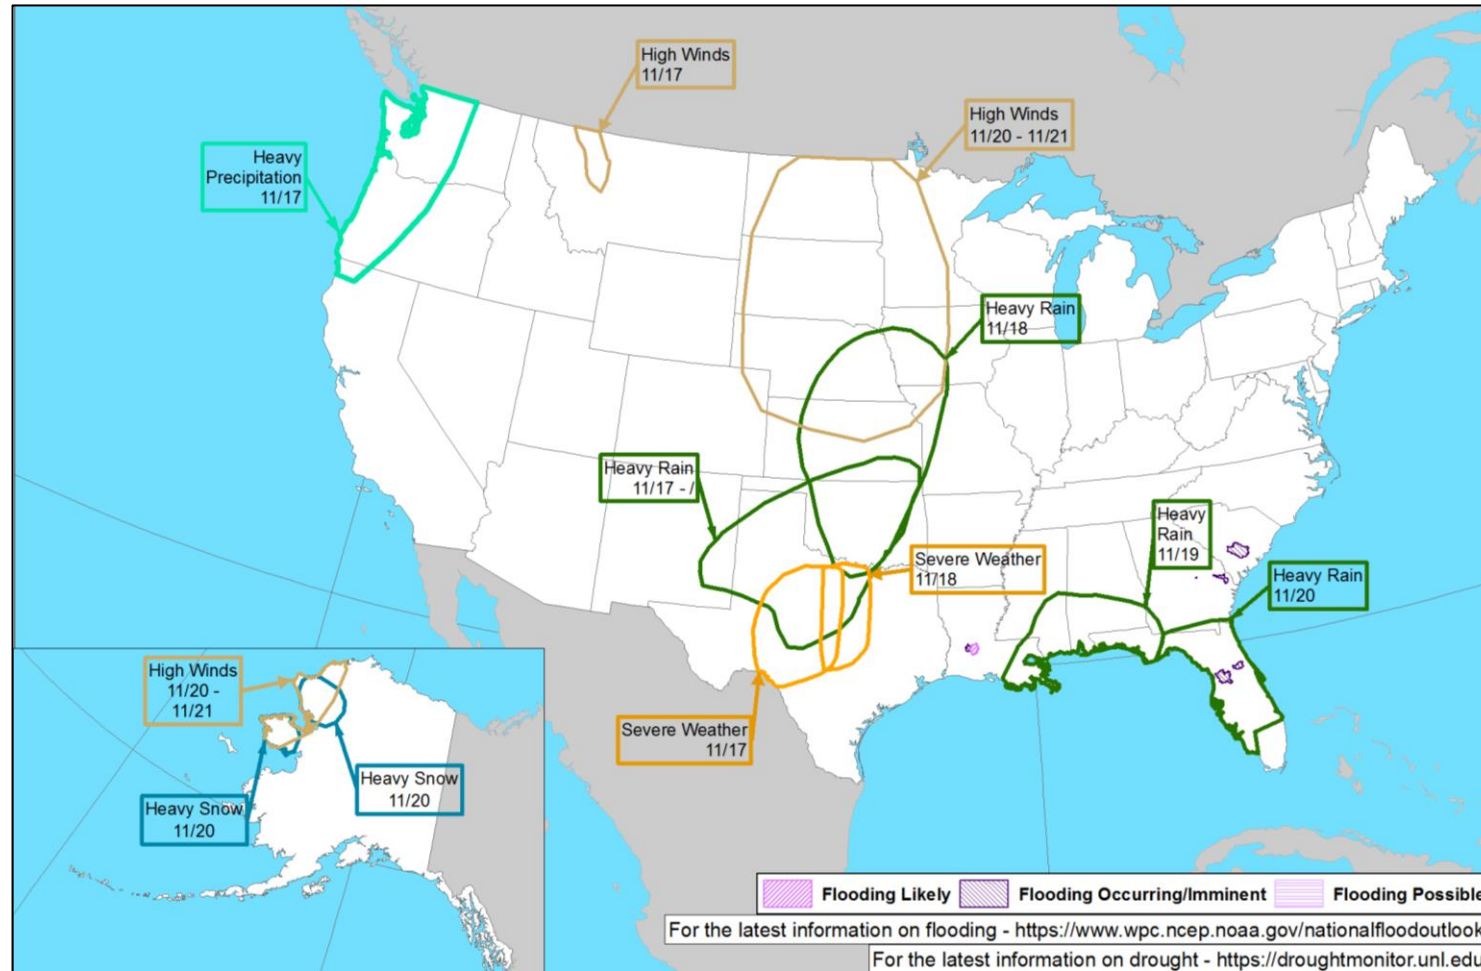 High Winds
11/17
High Winds
11/20 - 11/21
Heavy
Precipitation
11/17
Heavy Rain
11/18
Heavy Rain
11/17 - /
Heavy
Rain
11/19
Severe Weather
11/18
Heavy Rain
11/20
High Winds
11/20 -
11/21
Severe Weather
11/17
Heavy Snow
11/20
Heavy Snow
11/20
Flooding Likely Flooding Occurring/Imminent Flooding Possible
For the latest information on flooding - https://www.wpc.ncep.noaa.gov/nationalfloodoutlook
For the latest information on drought - https://droughtmonitor.unl.edu